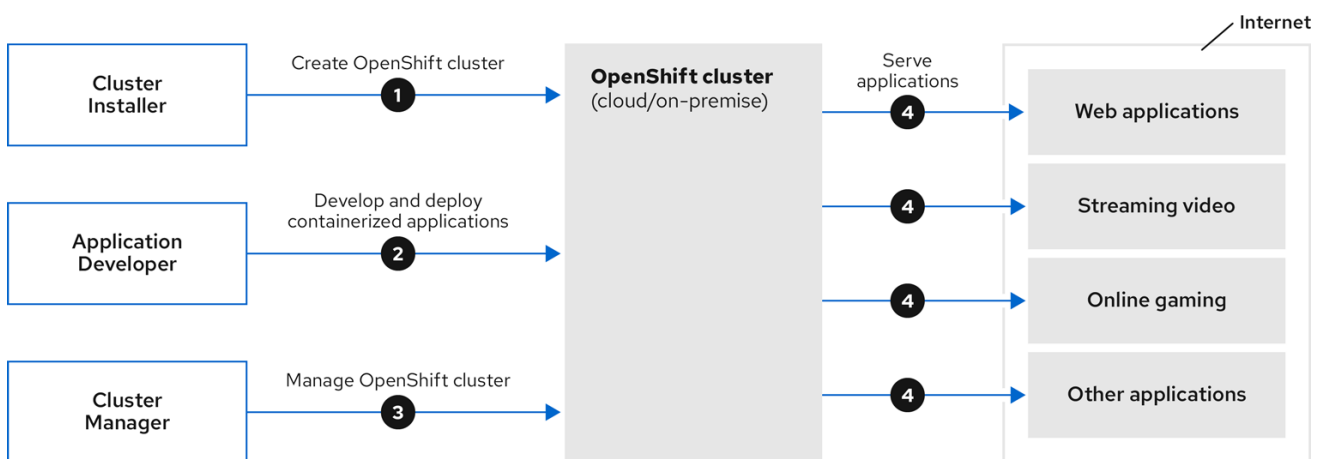 Internet
Cluster
Installer
Create OpenShift cluster
1
OpenShift cluster
(cloud/on-premise)
Serve
applications
4
Web applications
Application
Developer
Develop and deploy
containerized applications
2
4
Streaming video
4
Online gaming
Cluster
Manager
Manage OpenShift cluster
3
4
Other applications